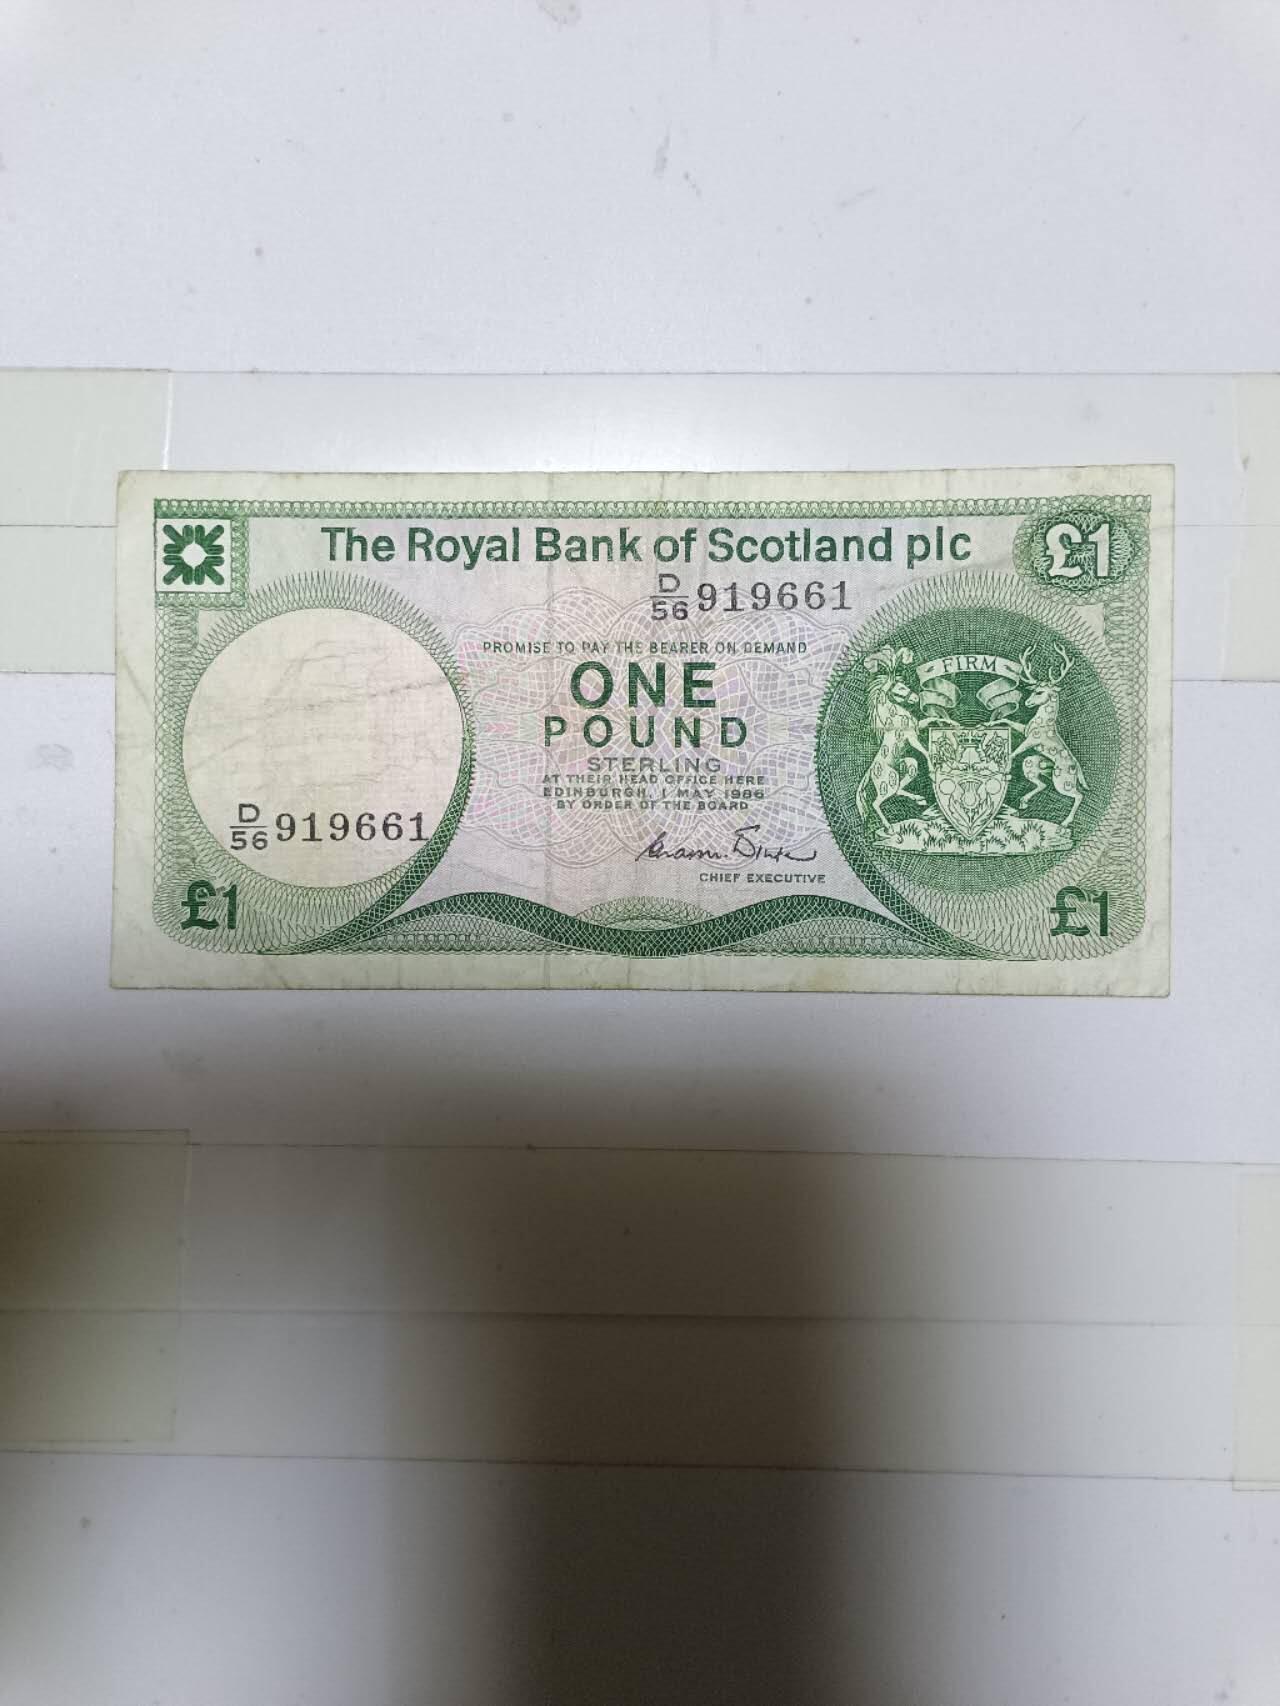 The Royal Bank of Scotland plc
£1
D/56 919661
FIRM
PROMISE TO PAY THE BEARER ON DEMAND
ONE
POUND
STERLING
AT THEIR HEAD OFFICE HERE
EDINBURGH, 1 MAY 1986
BY ORDER OF THE BOARD
D/56 919661
CHIEF EXECUTIVE
£1
£1